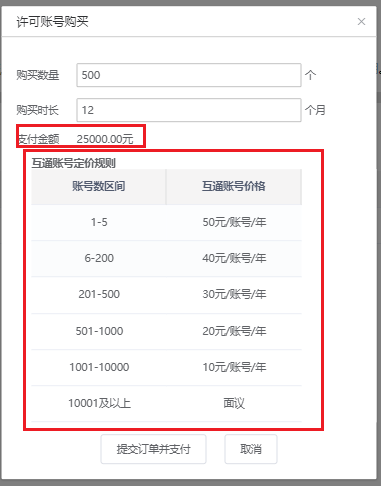 许可账号购买
购买数量 500 个
购买时长 12 个月
支付金额 25000.00元
互逼账号定价规则
账号数区间 互逼账号价格
1-5 50元/账号/年
6-200 40元/账号/年
201-500 30元/账号/年
501-1000 20元/账号/年
1001-10000 10元/账号/年
10001及以上 面议
提交订单并支付 取消